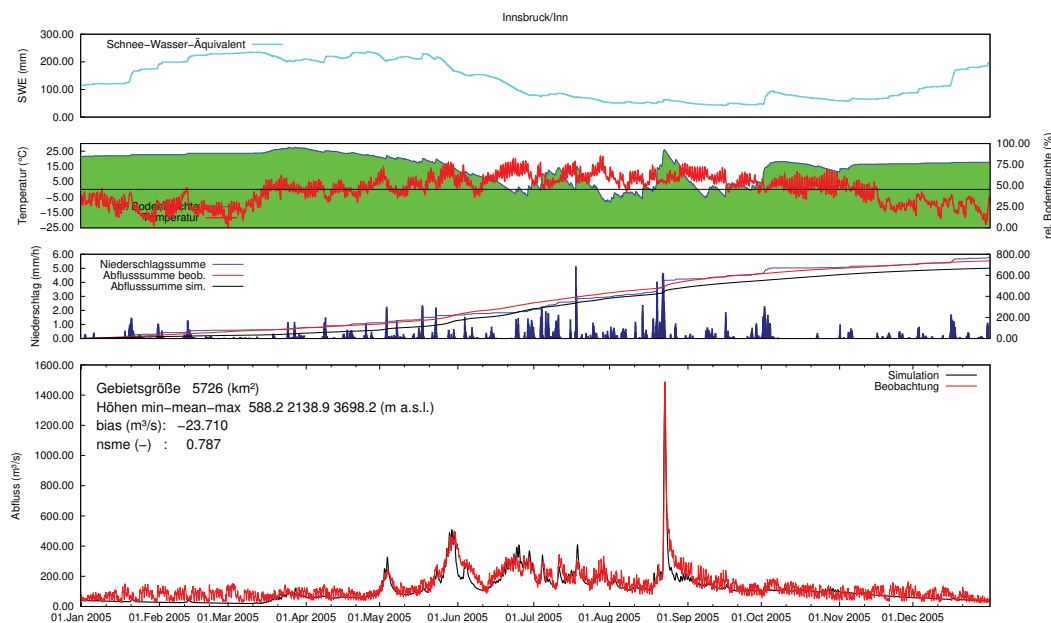 Innsbruck/Inn
300.00
200.00
100.00
0.00
SWE (mm)
Schnee−Wasser−Äquivalent
25.00
15.00
5.00
−5.00
−15.00
−25.00
Temperatur (°C)
100.00
75.00
50.00
25.00
0.00
rel. Bodenfeuchte (%)
Temperatur
6.00
5.00
4.00
3.00
2.00
1.00
0.00
Niederschlag (mm/h)
800.00
600.00
400.00
200.00
0.00
Niederschlagssumme
Abflusssumme beob.
Abflusssumme sim.
1600.00
1400.00
1200.00
1000.00
800.00
600.00
400.00
200.00
0.00
Abfluss (m³/s)
Gebietsgröße 5726 (km²)
Höhen min−mean−max 588.2 2138.9 3698.2 (m a.s.l.)
bias (m³/s): −23.710
nsme (−) : 0.787
Simulation
Beobachtung
01.Jan 2005 01.Feb 2005 01.Mar 2005 01.Apr 2005 01.May 2005 01.Jun 2005 01.Jul 2005 01.Aug 2005 01.Sep 2005 01.Oct 2005 01.Nov 2005 01.Dec 2005